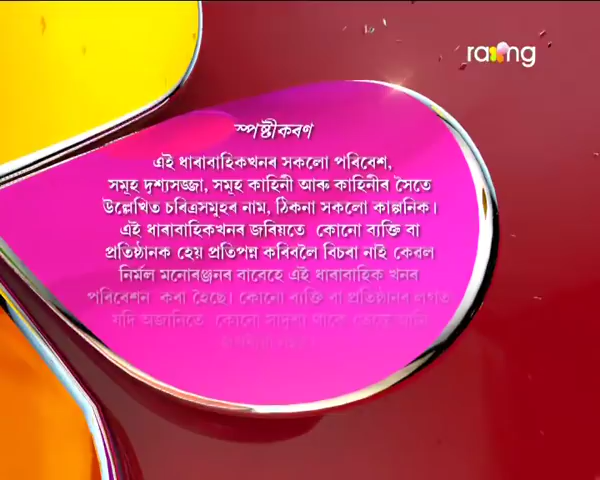 rang
স্পষ্টীকৰণ
এই ধাৰাবাহিকখনৰ সকলো পৰিবেশ,
সমূহ দৃশ্যসজ্জা, সমূহ কাহিনী আৰু কাহিনীৰ সৈতে
উল্লেখিত চৰিত্ৰসমূহৰ নাম, ঠিকনা সকলো কাল্পনিক।
এই ধাৰাবাহিকখনৰ জৰিয়তে কোনো ব্যক্তি বা
প্ৰতিষ্ঠানক হেয় প্ৰতিপন্ন কৰিবলৈ বিচৰা নাই কেৱল
নিৰ্মল মনোৰঞ্জনৰ বাবেহে এই ধাৰাবাহিক খনৰ
পৰিবেশন কৰা হৈছে। কোনো ব্যক্তি বা প্ৰতিষ্ঠানৰ লগত
যদি অজানিতে কোনো সাদৃশ্য থাকে তেন্তে